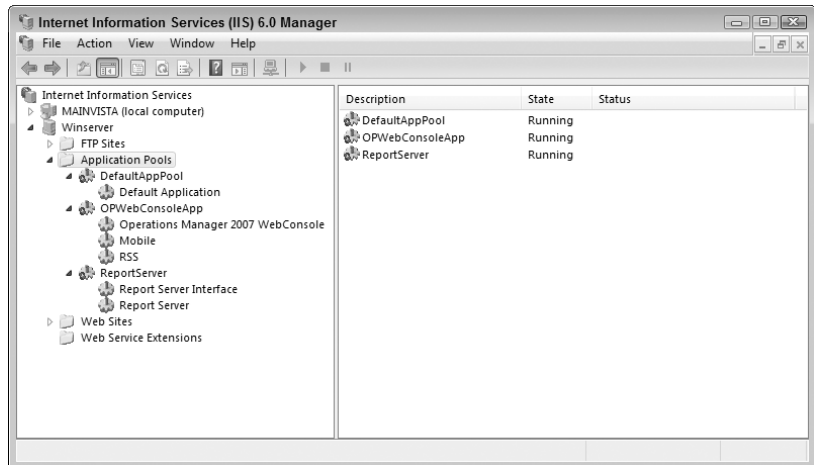 Internet Information Services (IIS) 6.0 Manager
File Action View Window Help
Internet Information Services
MAINVISTA (local computer)
Winserver
FTP Sites
Application Pools
DefaultAppPool
Default Application
OPWebConsoleApp
Operations Manager 2007 WebConsole
Mobile
RSS
ReportServer
Report Server Interface
Report Server
Web Sites
Web Service Extensions
Description State Status
DefaultAppPool Running
OPWebConsoleApp Running
ReportServer Running